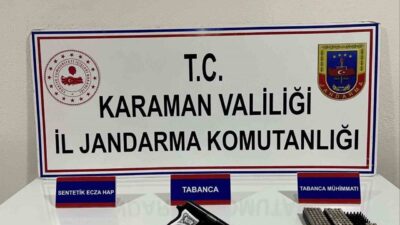 T.C.
KARAMAN VALİLİĞİ
İL JANDARMA KOMUTANLIĞI
SENTETİK ECZA HAP
TABANCA
TABANCA MÜHİMMATI